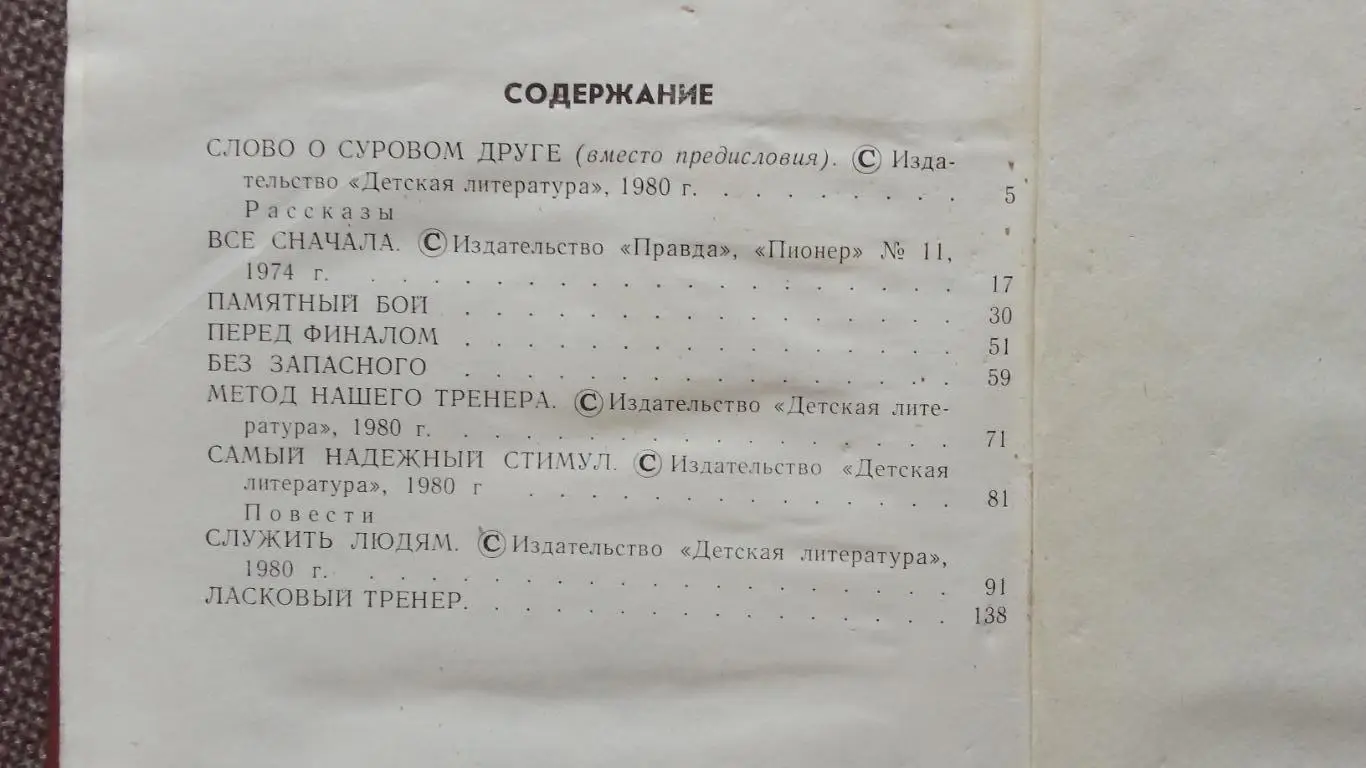 СОДЕРЖАНИЕ
СЛОВО О СУРОВОМ ДРУГЕ (вместо предисловия). © Изда-
тельство «Детская литература», 1980 г. . . . . . . . . 5
Рассказы
ВСЕ СНАЧАЛА. © Издательство «Правда», «Пионер» № 11,
1974 г. . . . . . . . . . . . . . . . . . 17
ПАМЯТНЫЙ БОЙ . . . . . . . . . . . . . . 30
ПЕРЕД ФИНАЛОМ . . . . . . . . . . . . . . 51
БЕЗ ЗАПАСНОГО . . . . . . . . . . . . . . 59
МЕТОД НАШЕГО ТРЕНЕРА. © Издательство «Детская лите-
ратура», 1980 г. . . . . . . . . . . . . . . 71
САМЫЙ НАДЕЖНЫЙ СТИМУЛ. © Издательство «Детская
литература», 1980 г . . . . . . . . . . . . 81
Повести
СЛУЖИТЬ ЛЮДЯМ. © Издательство «Детская литература»,
1980 г. . . . . . . . . . . . . . . . . . 91
ЛАСКОВЫЙ ТРЕНЕР. . . . . . . . . . . . . . 138